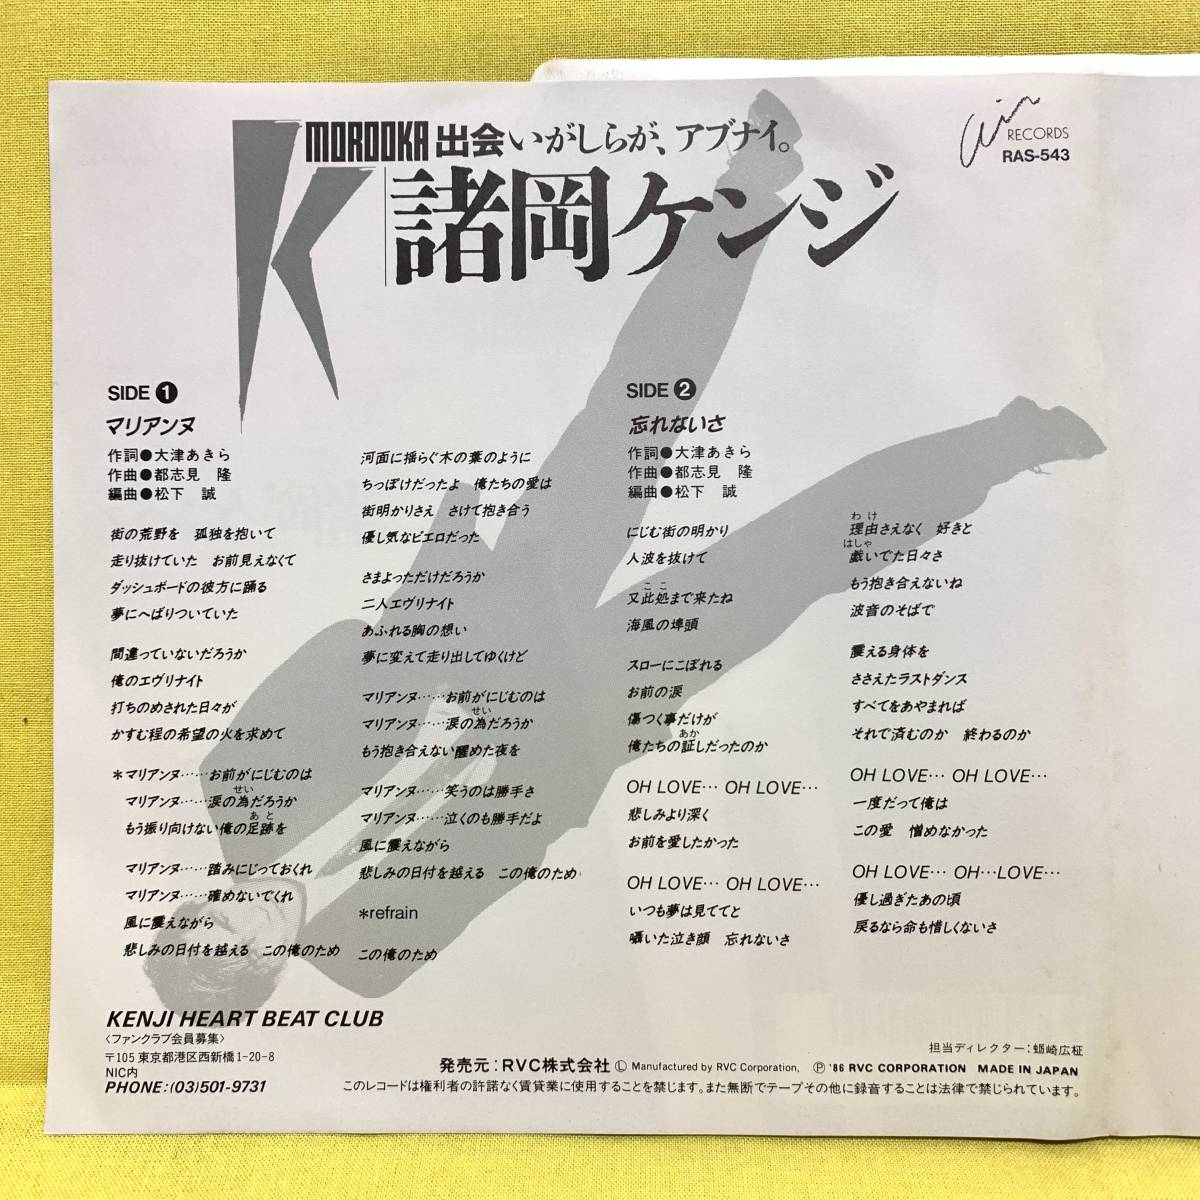 K
MOROOKA 出会いがしらが、アブナイ。
諸岡ケンジ
Air RECORDS
RAS-543
SIDE ❶
マリアンヌ
作詞●大津あきら
作曲●都志見 隆
編曲●松下 誠
街の荒野を 孤独を抱いて
走り抜けていた お前見えなくて
ダッシュボードの彼方に踊る
夢にへばりついていた
間違っていないだろうか
俺のエヴリナイト
打ちのめされた日々が
かすむ程の希望の火を求めて
*マリアンヌ……お前がにじむのは
せい
マリアンヌ……涙の為だろうか
あと
もう振り向けない俺の足跡を
マリアンヌ……踏みにじっておくれ
マリアンヌ……確めないでくれ
風に震えながら
悲しみの日付を越える この俺のため
河面に揺らぐ木の葉のように
ちっぽけだったよ 俺たちの愛は
街明かりさえ さけて抱き合う
優し気なピエロだった
さまよっただけだろうか
二人エヴリナイト
あふれる胸の想い
夢に変えて走り出してゆくけど
マリアンヌ……お前がにじむのは
せい
マリアンヌ……涙の為だろうか
もう抱き合えない醒めた夜を
マリアンヌ……笑うのは勝手さ
マリアンヌ……泣くのも勝手だよ
風に震えながら
悲しみの日付を越える この俺のため
*refrain
この俺のため
SIDE ❷
忘れないさ
作詞●大津あきら
作曲●都志見 隆
編曲●松下 誠
にじむ街の明かり
人波を抜けて
ここ
又此処まで来たね
海風の埠頭
スローにこぼれる
お前の涙
傷つく事だけが
あか
俺たちの証しだったのか
OH LOVE… OH LOVE…
悲しみより深く
お前を愛したかった
OH LOVE… OH LOVE…
いつも夢は見ててと
囁いた泣き顔 忘れないさ
わけ
理由さえなく 好きと
はしゃ
戯いでた日々さ
もう抱き合えないね
波音のそばで
震える身体を
ささえたラストダンス
すべてをあやまれば
それで済むのか 終わるのか
OH LOVE… OH LOVE…
一度だって俺は
この愛 憎めなかった
OH LOVE… OH…LOVE…
優し過ぎたあの頃
戻るなら命も惜しくないさ
KENJI HEART BEAT CLUB
〈ファンクラブ会員募集〉
〒105 東京都港区西新橋1-20-8
NIC内
PHONE:(03)501-9731
担当ディレクター:蛎崎広柾
発売元:RVC株式会社 Ⓛ Manufactured by RVC Corporation, Ⓟ '86 RVC CORPORATION MADE IN JAPAN
このレコードは権利者の許諾なく賃貸業に使用することを禁じます。また無断でテープその他に録音することは法律で禁じられています。